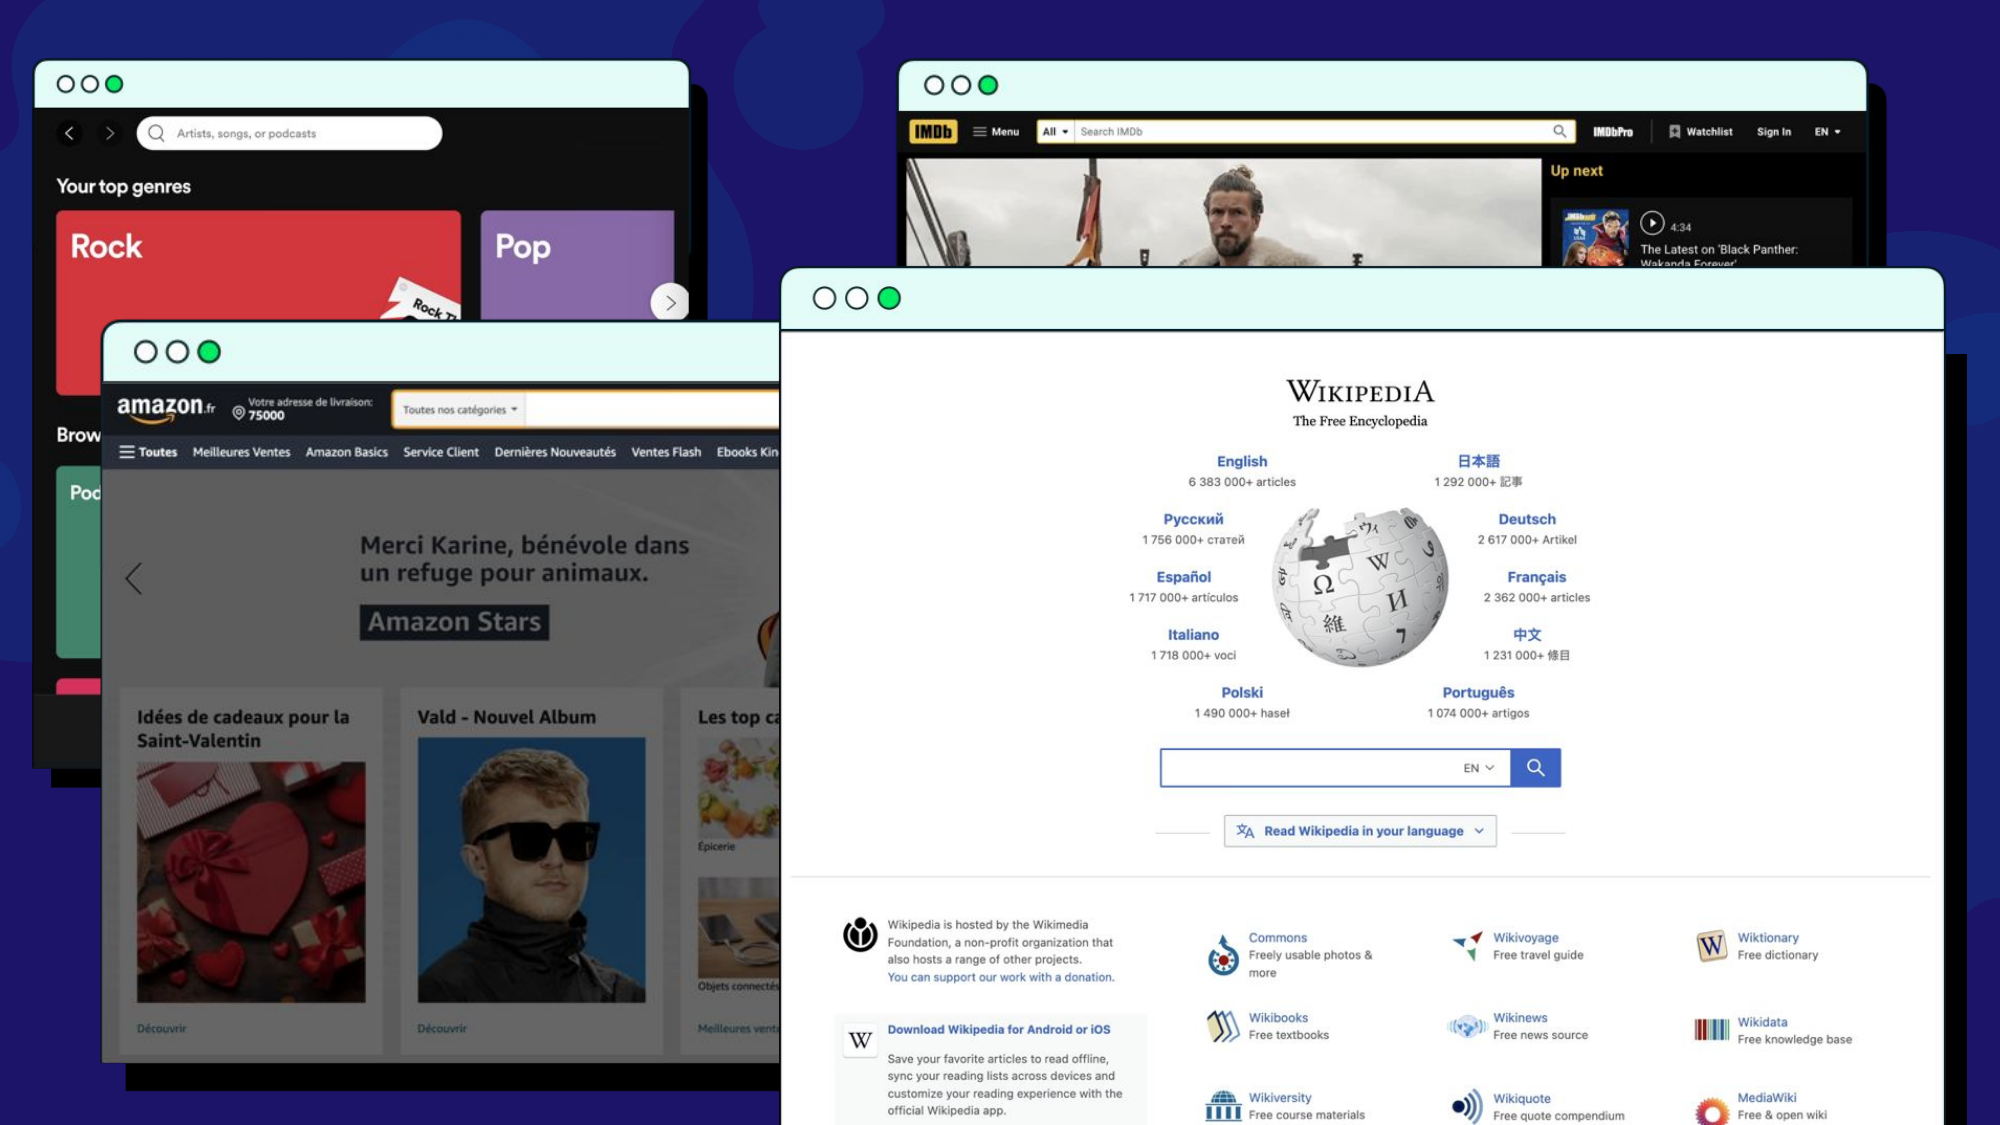 Artists, songs, or podcasts
Your top genres
Rock
Pop
Rock
Brow
Pod
IMDb
Menu
All
Search IMDb
IMDbPro
Watchlist
Sign In
EN
Up next
4:34
The Latest on 'Black Panther:
Wakanda Forever'
amazon.fr
Votre adresse de livraison:
75000
Toutes nos catégories
Toutes
Meilleures Ventes
Amazon Basics
Service Client
Dernières Nouveautés
Ventes Flash
Ebooks Kin
Merci Karine, bénévole dans
un refuge pour animaux.
Amazon Stars
Idées de cadeaux pour la
Saint-Valentin
Découvrir
Vald - Nouvel Album
Découvrir
Les top ca
Épicerie
Objets connectés
Meilleures vent
WIKIPEDIA
The Free Encyclopedia
English
6 383 000+ articles
日本語
1 292 000+ 記事
Русский
1 756 000+ статей
Deutsch
2 617 000+ Artikel
Español
1 717 000+ artículos
Français
2 362 000+ articles
Italiano
1 718 000+ voci
中文
1 231 000+ 條目
Polski
1 490 000+ haseł
Português
1 074 000+ artigos
Ω
W
И
維
EN
Read Wikipedia in your language
Wikipedia is hosted by the Wikimedia
Foundation, a non-profit organization that
also hosts a range of other projects.
You can support our work with a donation.
W
Download Wikipedia for Android or iOS
Save your favorite articles to read offline,
sync your reading lists across devices and
customize your reading experience with the
official Wikipedia app.
Commons
Freely usable photos &
more
Wikivoyage
Free travel guide
W
Wiktionary
Free dictionary
Wikibooks
Free textbooks
Wikinews
Free news source
Wikidata
Free knowledge base
Wikiversity
Free course materials
Wikiquote
Free quote compendium
MediaWiki
Free & open wiki